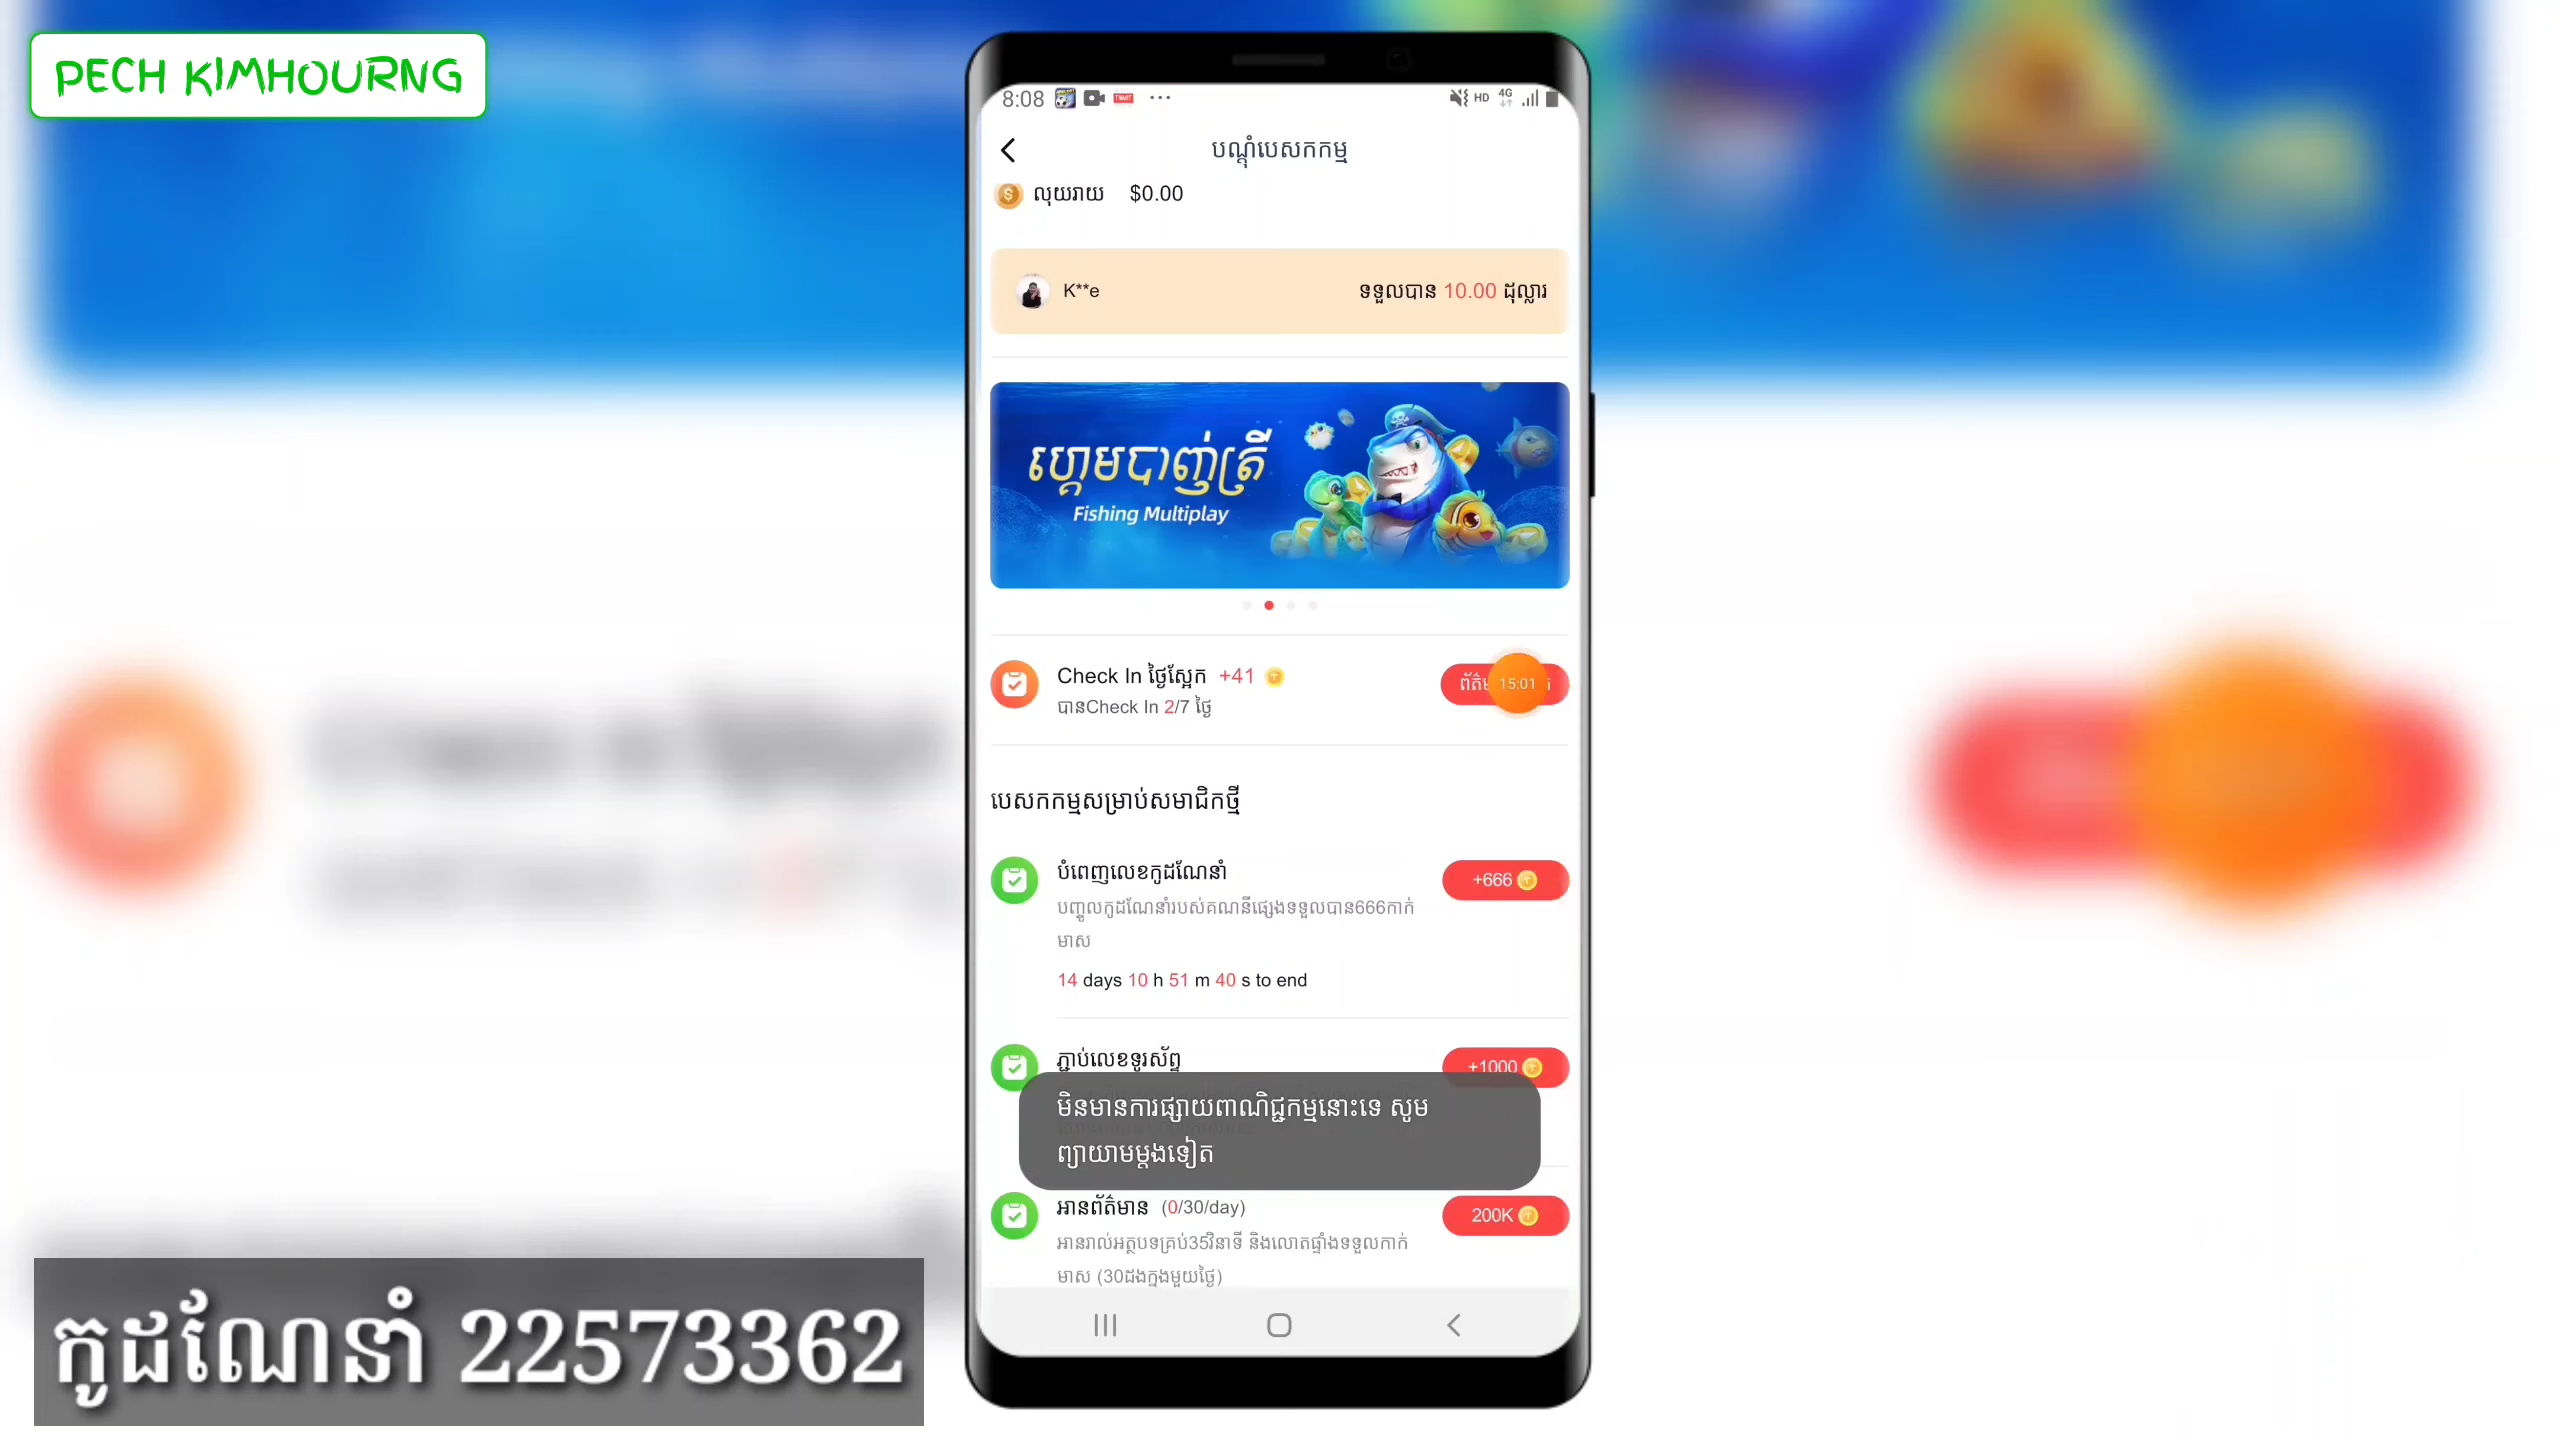 PECH KIMHOURNG
8:08
HD 4G
បណ្តុំបេសកកម្ម
លុយរាយ $0.00
K**e ទទួលបាន 10.00 ដុល្លារ
ហ្គេមបាញ់ត្រី
Fishing Multiplay
Check In ថ្ងៃស្អែក +41
15:01
បានCheck In 2/7 ថ្ងៃ
បេសកកម្មសម្រាប់សមាជិកថ្មី
បំពេញលេខកូដណែនាំ +666
បញ្ចូលកូដណែនាំរបស់គណនីផ្សេងទទួលបាន666កាក់
មាស
14 days 10 h 51 m 40 s to end
ភ្ជាប់លេខទូរស័ព្ទ +1000
មិនមានការផ្សាយពាណិជ្ជកម្មនោះទេ សូម
ព្យាយាមម្តងទៀត
អានព័ត៌មាន (0/30/day) 200K
អានរាល់អត្ថបទគ្រប់35វិនាទី និងលោតផ្ទាំងទទួលកាក់
មាស (30ដងក្នុងមួយថ្ងៃ)
កូដណែនាំ 22573362